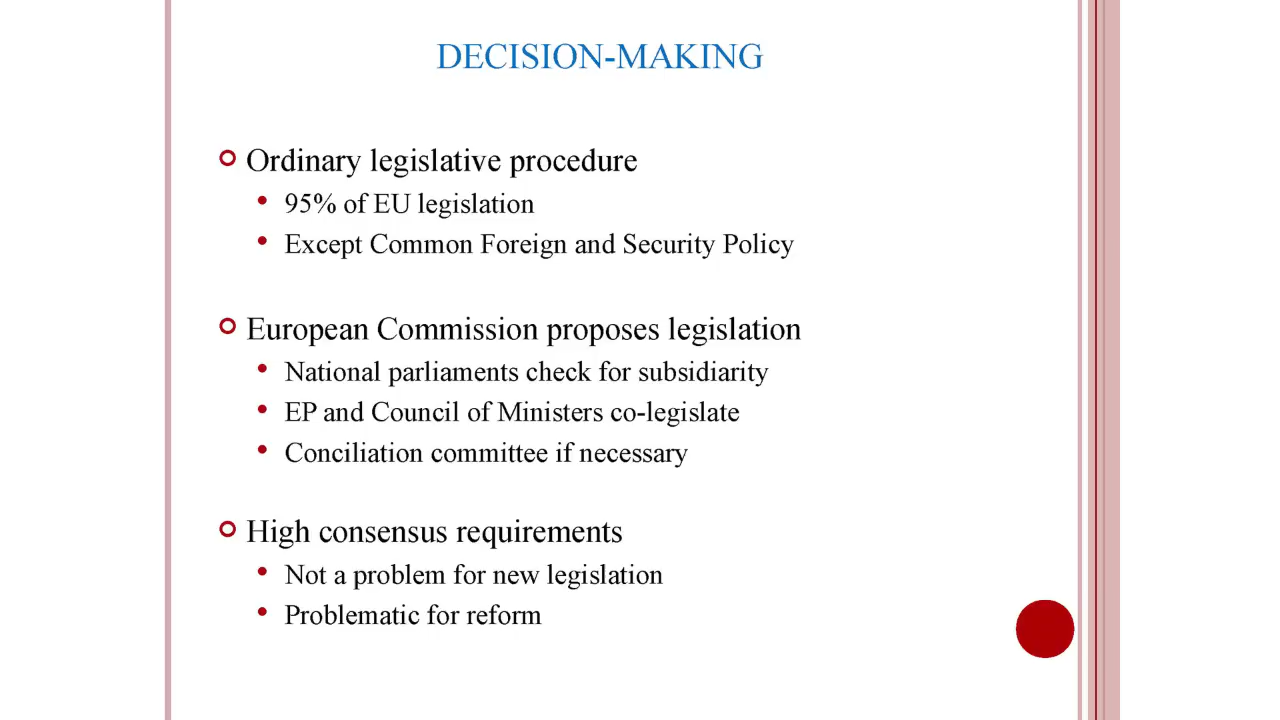 DECISION-MAKING
Ordinary legislative procedure
95% of EU legislation
Except Common Foreign and Security Policy
European Commission proposes legislation
National parliaments check for subsidiarity
EP and Council of Ministers co-legislate
Conciliation committee if necessary
High consensus requirements
Not a problem for new legislation
Problematic for reform